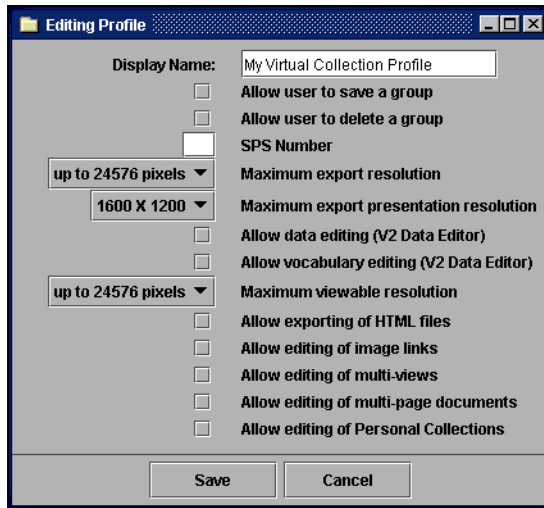 Editing Profile
Display Name: My Virtual Collection Profile
Allow user to save a group
Allow user to delete a group
SPS Number
up to 24576 pixels Maximum export resolution
1600 X 1200 Maximum export presentation resolution
Allow data editing (V2 Data Editor)
Allow vocabulary editing (V2 Data Editor)
up to 24576 pixels Maximum viewable resolution
Allow exporting of HTML files
Allow editing of image links
Allow editing of multi-views
Allow editing of multi-page documents
Allow editing of Personal Collections
Save Cancel